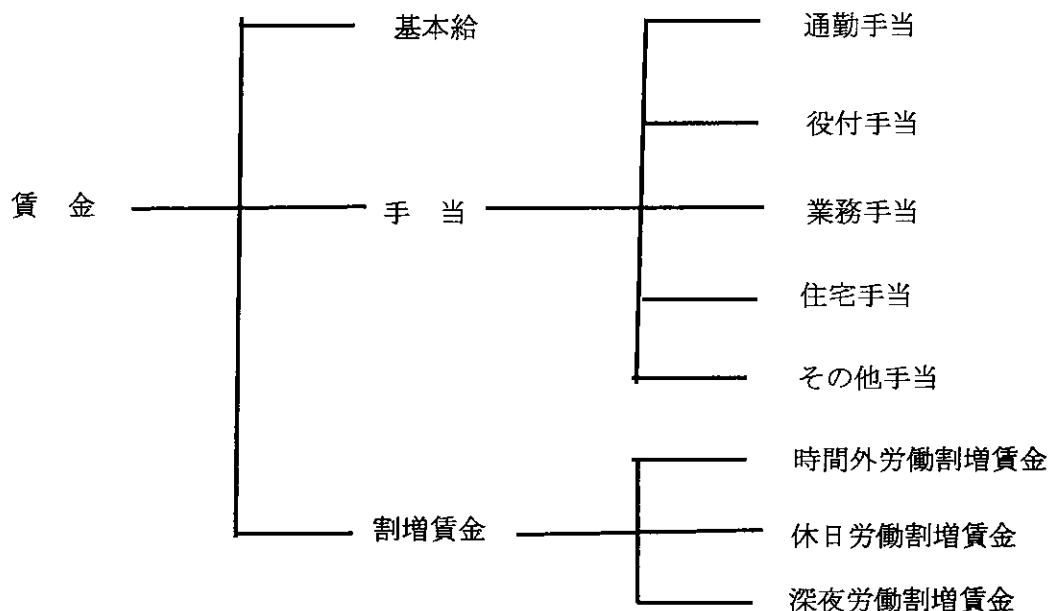 賃金
基本給
手当
通勤手当
役付手当
業務手当
住宅手当
その他手当
割増賃金
時間外労働割増賃金
休日労働割増賃金
深夜労働割増賃金